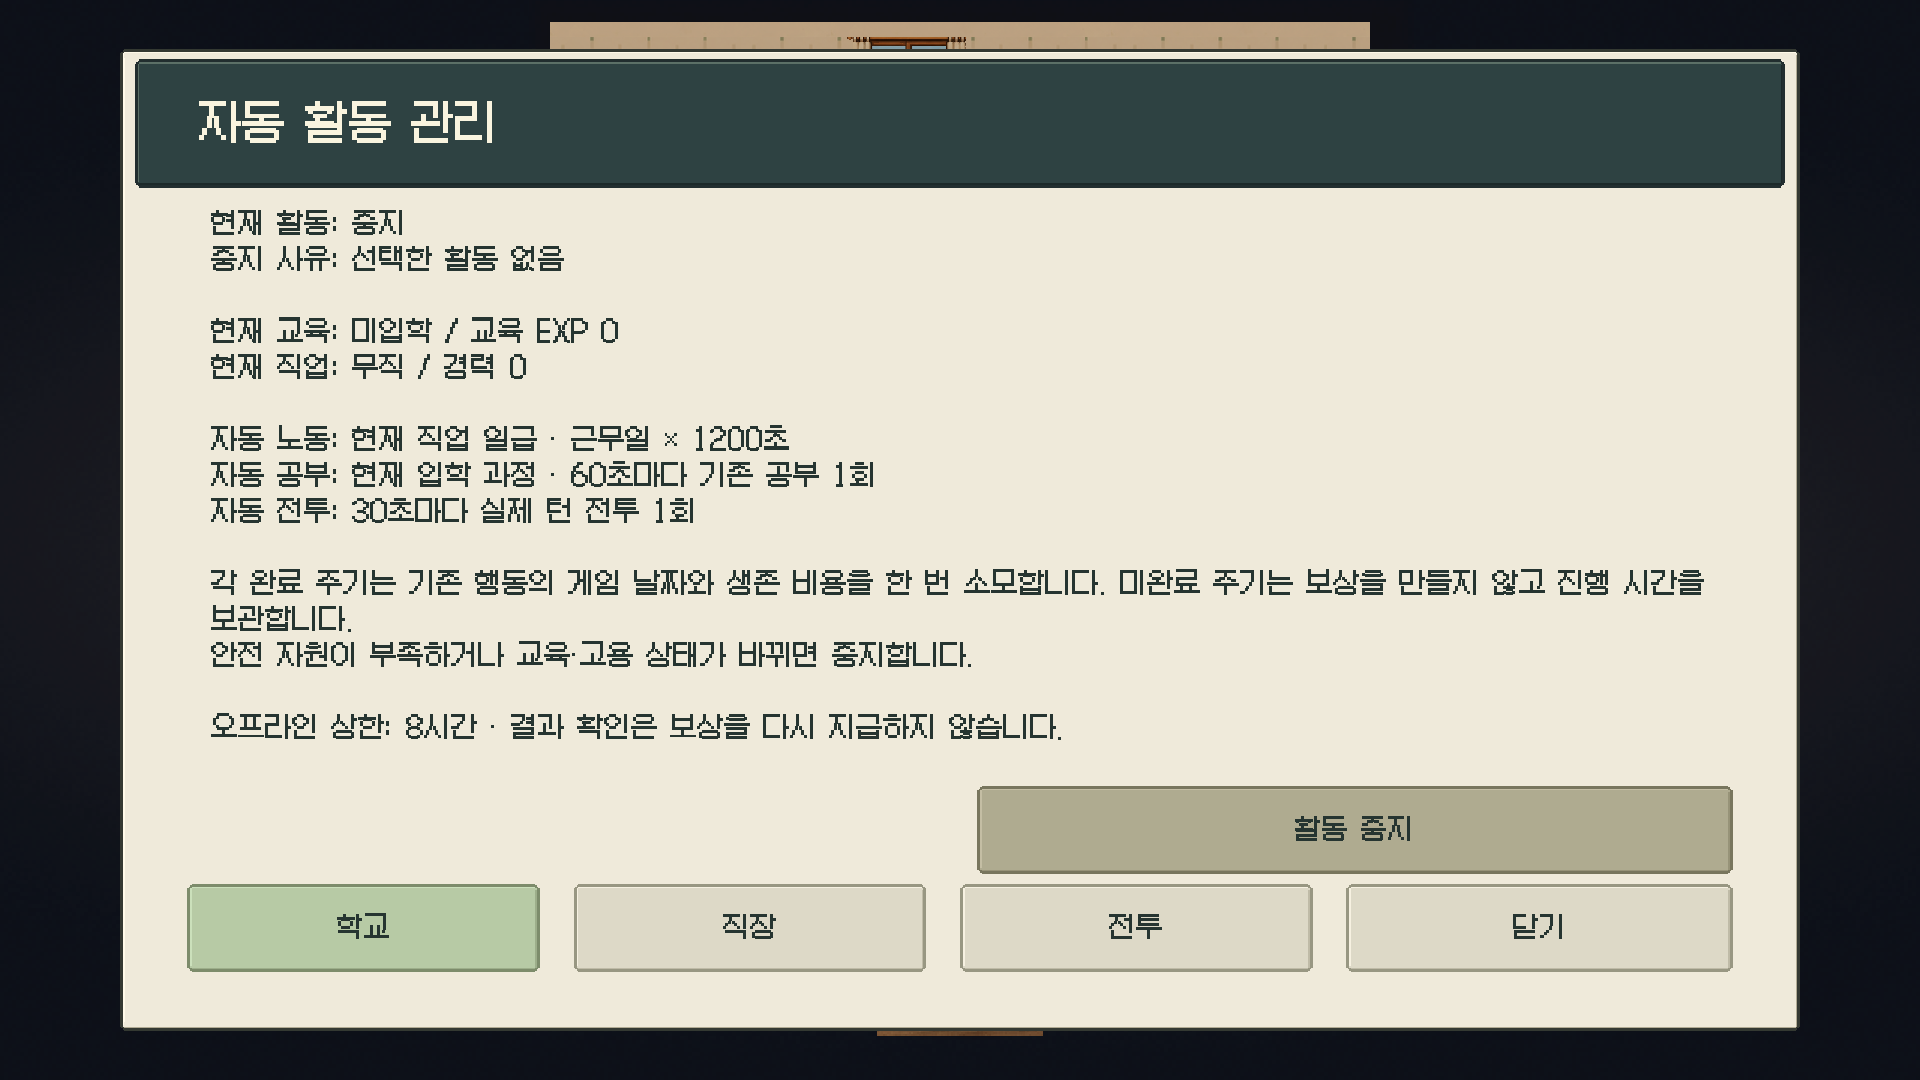 자동 활동 관리
현재 활동: 중지
중지 사유: 선택한 활동 없음
현재 교육: 미입학 / 교육 EXP 0
현재 직업: 무직 / 경력 0
자동 노동: 현재 직업 일급 · 근무일 × 1200초
자동 공부: 현재 입학 과정 · 60초마다 기존 공부 1회
자동 전투: 30초마다 실제 턴 전투 1회
각 완료 주기는 기존 행동의 게임 날짜와 생존 비용을 한 번 소모합니다. 미완료 주기는 보상을 만들지 않고 진행 시간을
보관합니다.
안전 자원이 부족하거나 교육·고용 상태가 바뀌면 중지합니다.
오프라인 상한: 8시간 · 결과 확인은 보상을 다시 지급하지 않습니다.
활동 중지
학교
직장
전투
닫기